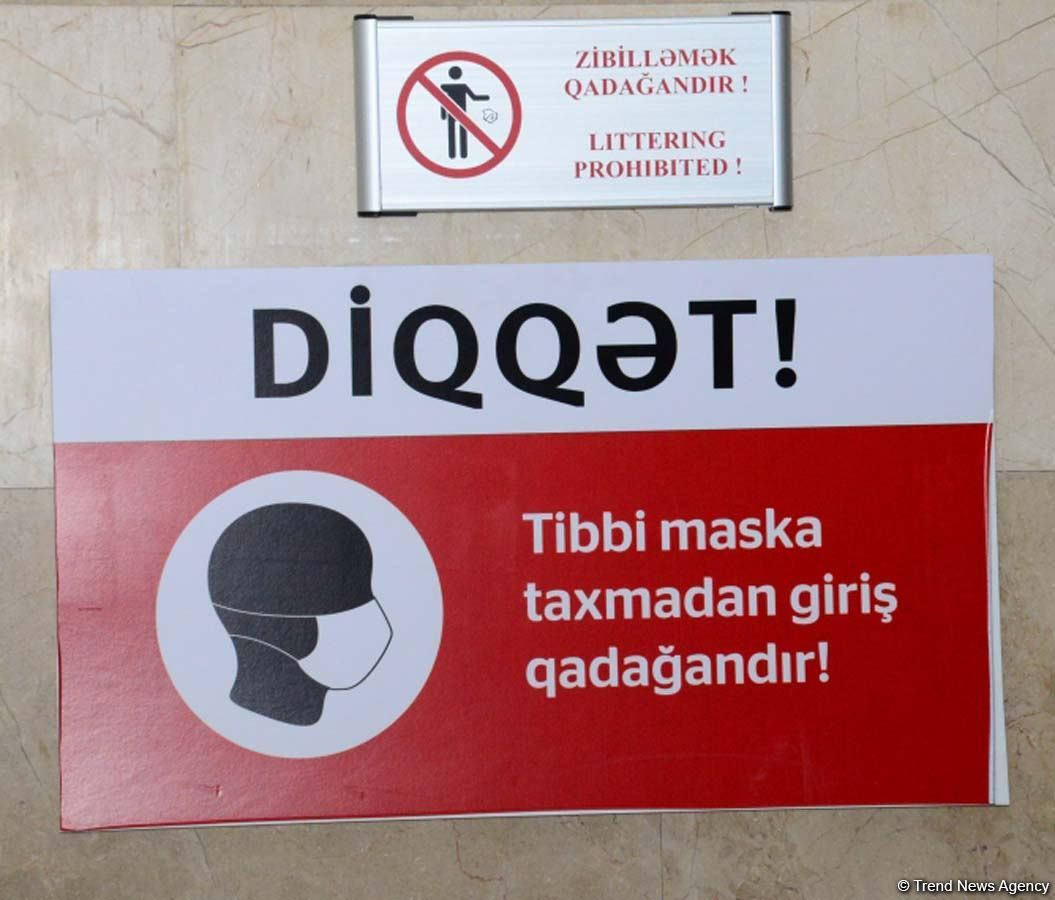 ZİBİLLƏMƏK
QADAĞANDIR !
LITTERING
PROHIBITED !
DİQQƏT!
Tibbi maska
taxmadan giriş
qadağandır!
© Trend News Agency